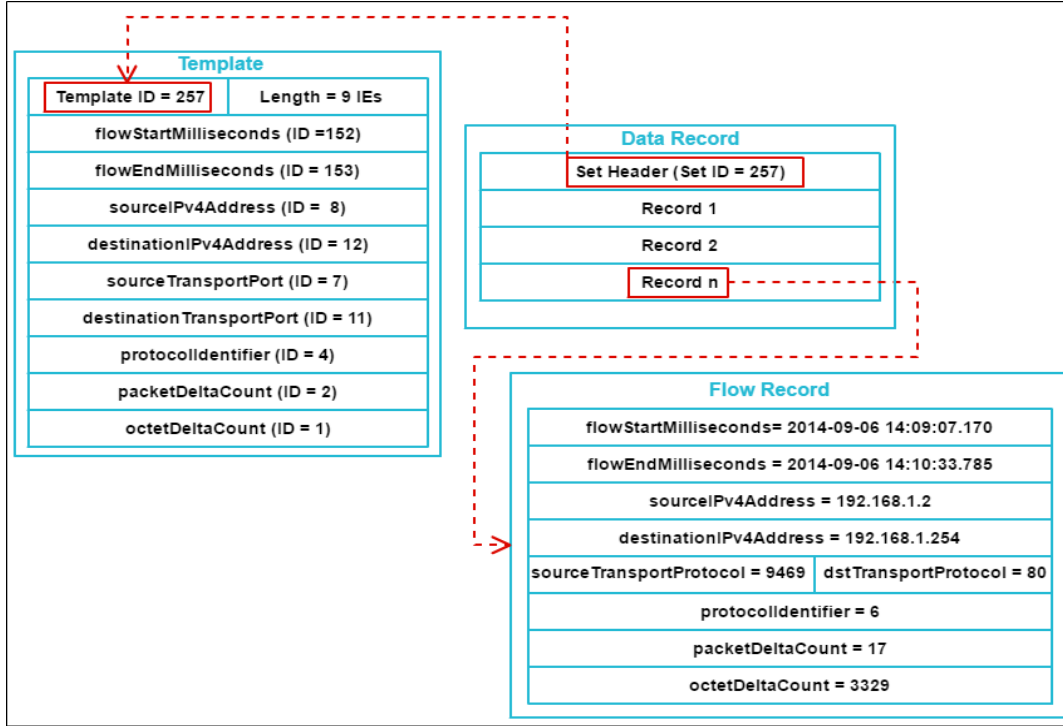 Template
Template ID = 257
Length = 9 IEs
flowStartMilliseconds (ID =152)
flowEndMilliseconds (ID = 153)
sourceIPv4Address (ID =  8)
destinationIPv4Address (ID = 12)
sourceTransportPort (ID = 7)
destinationTransportPort (ID = 11)
protocolIdentifier (ID = 4)
packetDeltaCount (ID = 2)
octetDeltaCount (ID = 1)
Data Record
Set Header (Set ID = 257)
Record 1
Record 2
Record n
Flow Record
flowStartMilliseconds= 2014-09-06 14:09:07.170
flowEndMilliseconds = 2014-09-06 14:10:33.785
sourceIPv4Address = 192.168.1.2
destinationIPv4Address = 192.168.1.254
sourceTransportProtocol = 9469
dstTransportProtocol = 80
protocolIdentifier = 6
packetDeltaCount = 17
octetDeltaCount = 3329